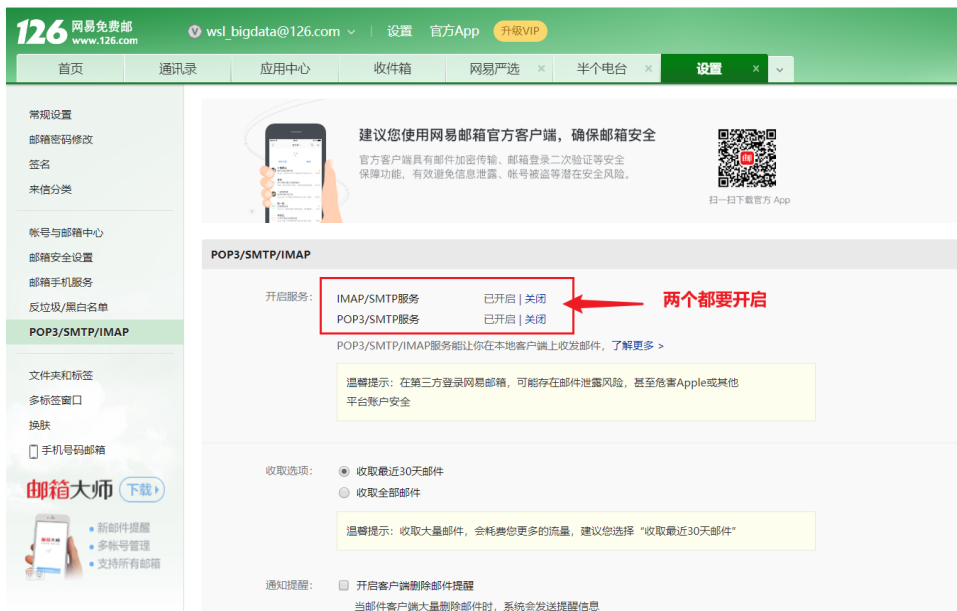 126 网易免费邮
www.126.com
wsl_bigdata@126.com
设置
官方App
升级VIP
首页
通讯录
应用中心
收件箱
网易严选 ×
半个电台 ×
设置 ×
常规设置
邮箱密码修改
签名
来信分类
帐号与邮箱中心
邮箱安全设置
邮箱手机服务
反垃圾/黑白名单
POP3/SMTP/IMAP
文件夹和标签
多标签窗口
换肤
手机号码邮箱
邮箱大师 下载
新邮件提醒
多帐号管理
支持所有邮箱
建议您使用网易邮箱官方客户端，确保邮箱安全
官方客户端具有邮件加密传输、邮箱登录二次验证等安全
保障功能，有效避免信息泄露、帐号被盗等潜在安全风险。
扫一扫下载官方 App
POP3/SMTP/IMAP
开启服务： IMAP/SMTP服务 已开启 | 关闭
POP3/SMTP服务 已开启 | 关闭
两个都要开启
POP3/SMTP/IMAP服务能让你在本地客户端上收发邮件，了解更多 >
温馨提示：在第三方登录网易邮箱，可能存在邮件泄露风险，甚至危害Apple或其他
平台账户安全
收取选项： 收取最近30天邮件
收取全部邮件
温馨提示：收取大量邮件，会耗费您更多的流量，建议您选择“收取最近30天邮件”
通知提醒： 开启客户端删除邮件提醒
当邮件客户端大量删除邮件时，系统会发送提醒信息